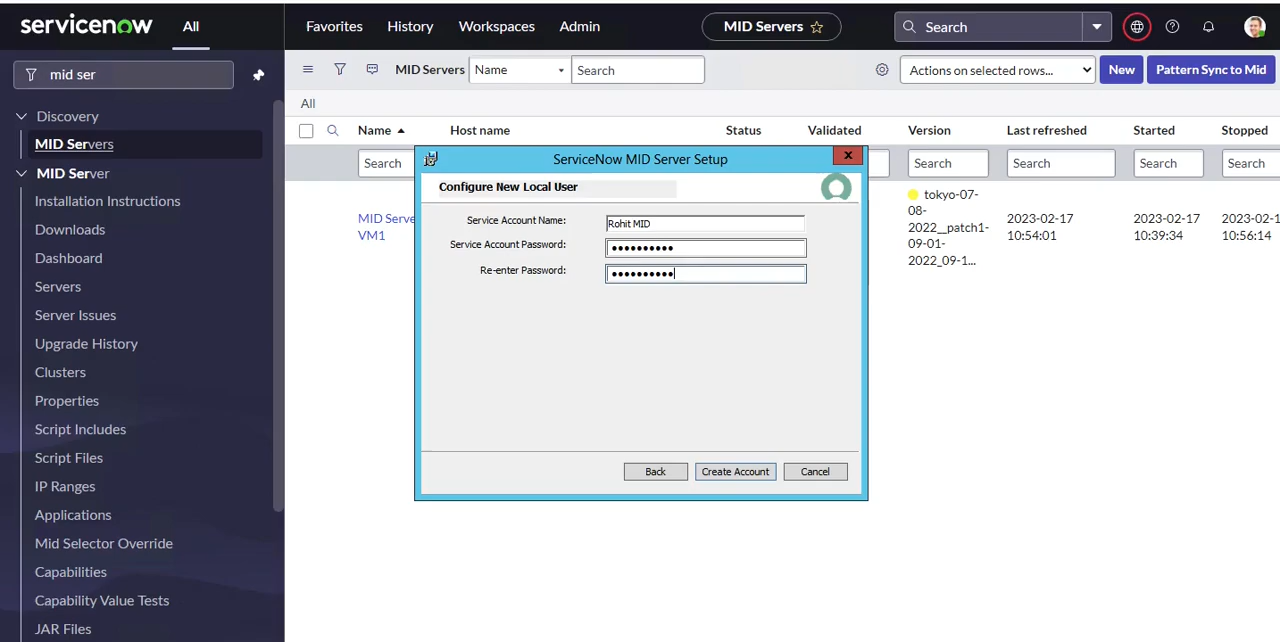 servicenow
All
Favorites
History
Workspaces
Admin
MID Servers
Search
mid ser
MID Servers
Name
Search
Actions on selected rows...
New
Pattern Sync to Mid
All
Discovery
MID Servers
MID Server
Installation Instructions
Downloads
Dashboard
Servers
Server Issues
Upgrade History
Clusters
Properties
Script Includes
Script Files
IP Ranges
Applications
Mid Selector Override
Capabilities
Capability Value Tests
JAR Files
Name
Host name
Status
Validated
Version
Last refreshed
Started
Stopped
Search
Search
Search
Search
Search
MID Serve
VM1
tokyo-07-
08-
2022__patch1-
09-01-
2022_09-1...
2023-02-17
10:54:01
2023-02-17
10:39:34
2023-02-1
10:56:14
ServiceNow MID Server Setup
Configure New Local User
Service Account Name:
Rohit MID
Service Account Password:
Re-enter Password:
Back
Create Account
Cancel